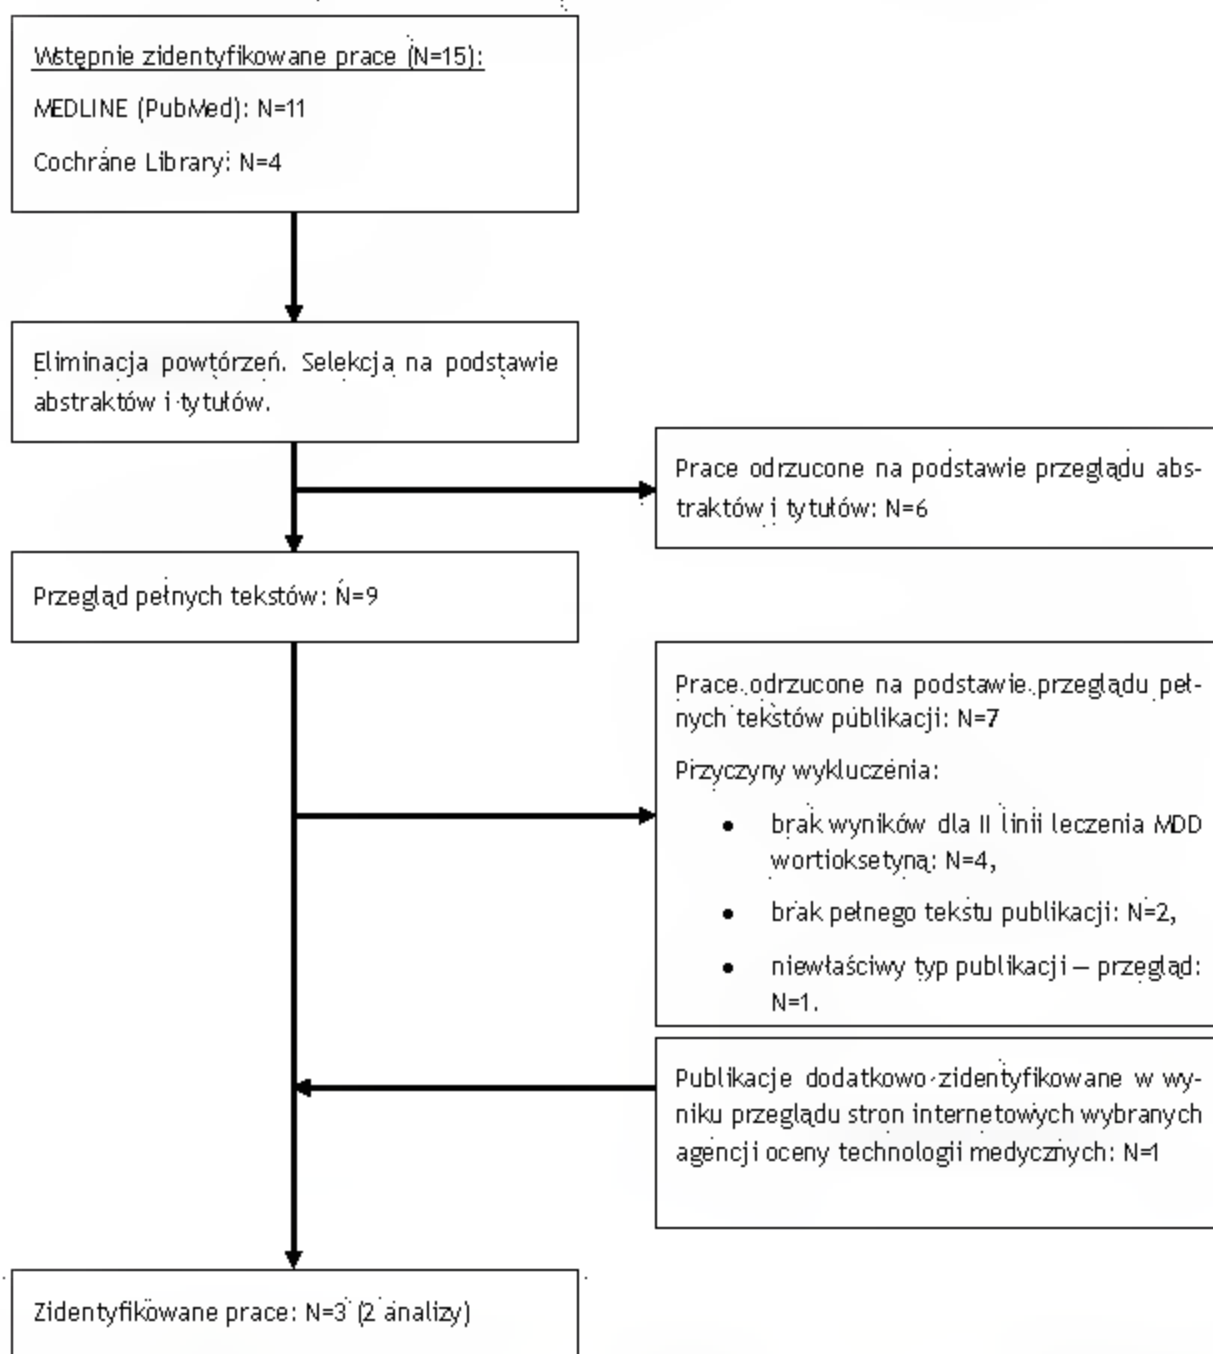 Wstępnie zidentyfikowane prace (N=15):
MEDLINE (PubMed): N=11
Cochrane Library: N=4
Eliminacja powtórzeń. Selekcja na podstawie
abstraktów i tytułów.
Prace odrzucone na podstawie przeglądu abs-
traktów i tytułów: N=6
Przegląd pełnych tekstów: N=9
Prace odrzucone na podstawie przeglądu peł-
nych tekstów publikacji: N=7
Przyczyny wykluczenia:
• brak wyników dla II linii leczenia MDD
wortioksetyną: N=4,
• brak pełnego tekstu publikacji: N=2,
• niewłaściwy typ publikacji – przegląd:
N=1.
Publikacje dodatkowo zidentyfikowane w wy-
niku przeglądu stron internetowych wybranych
agencji oceny technologii medycznych: N=1
Zidentyfikowane prace: N=3 (2 analizy)